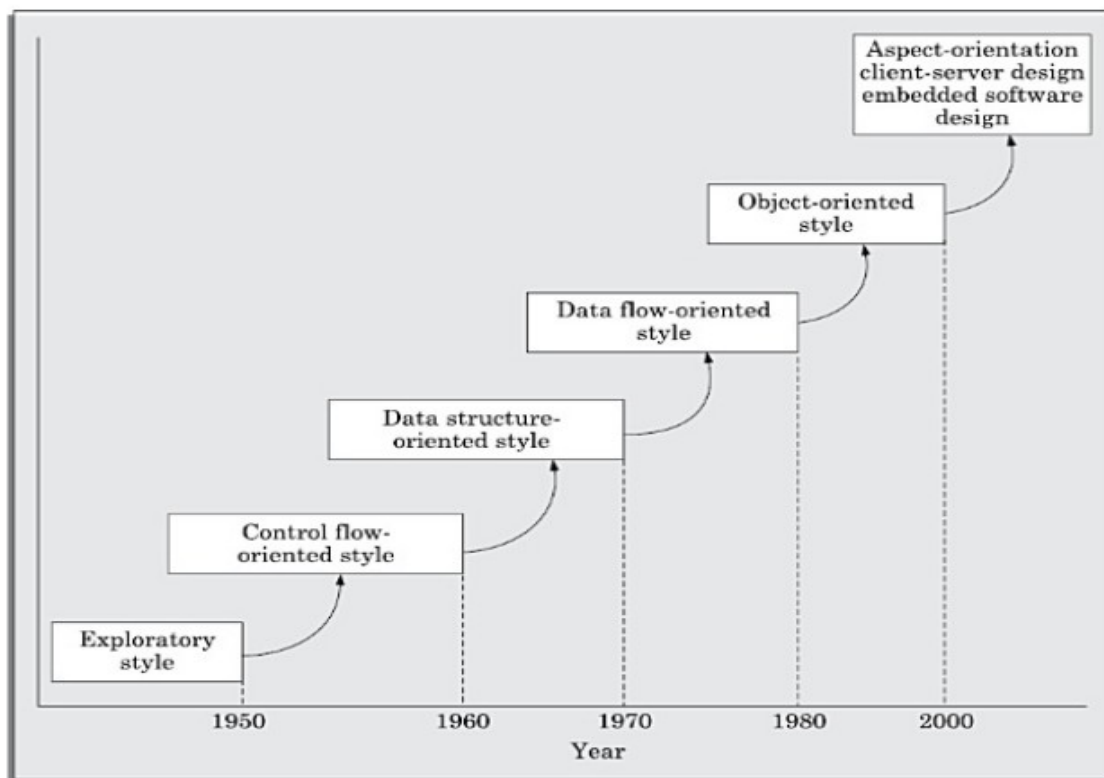 Aspect-orientation
client-server design
embedded software
design
Object-oriented
style
Data flow-oriented
style
Data structure-
oriented style
Control flow-
oriented style
Exploratory
style
1950 1960 1970 1980 2000
Year